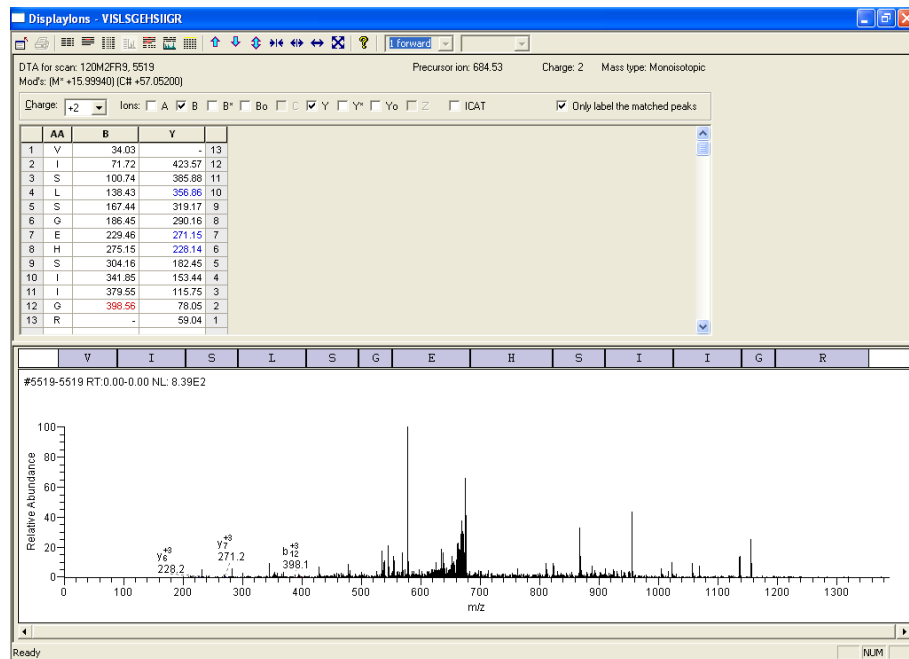 DisplayIons - VISLSGEHSIIGR
1 forward
DTA for scan: 120M2FR9, 5519 Precursor ion: 684.53 Charge: 2 Mass type: Monoisotopic
Mod's: (M* +15.99940) (C# +57.05200)
Charge: +2 Ions: A B B* Bo C Y Y* Yo Z ICAT Only label the matched peaks
AA B Y
1 V 34.03 - 13
2 I 71.72 423.57 12
3 S 100.74 385.88 11
4 L 138.43 356.86 10
5 S 167.44 319.17 9
6 G 186.45 290.16 8
7 E 229.46 271.15 7
8 H 275.15 228.14 6
9 S 304.16 182.45 5
10 I 341.85 153.44 4
11 I 379.55 115.75 3
12 G 398.56 78.05 2
13 R - 59.04 1
V I S L S G E H S I I G R
#5519-5519 RT:0.00-0.00 NL: 8.39E2
100
80
60
40
20
0
Relative Abundance
y6+3
228.2
y7+3
271.2
b12+3
398.1
0 100 200 300 400 500 600 700 800 900 1000 1100 1200 1300
m/z
Ready NUM